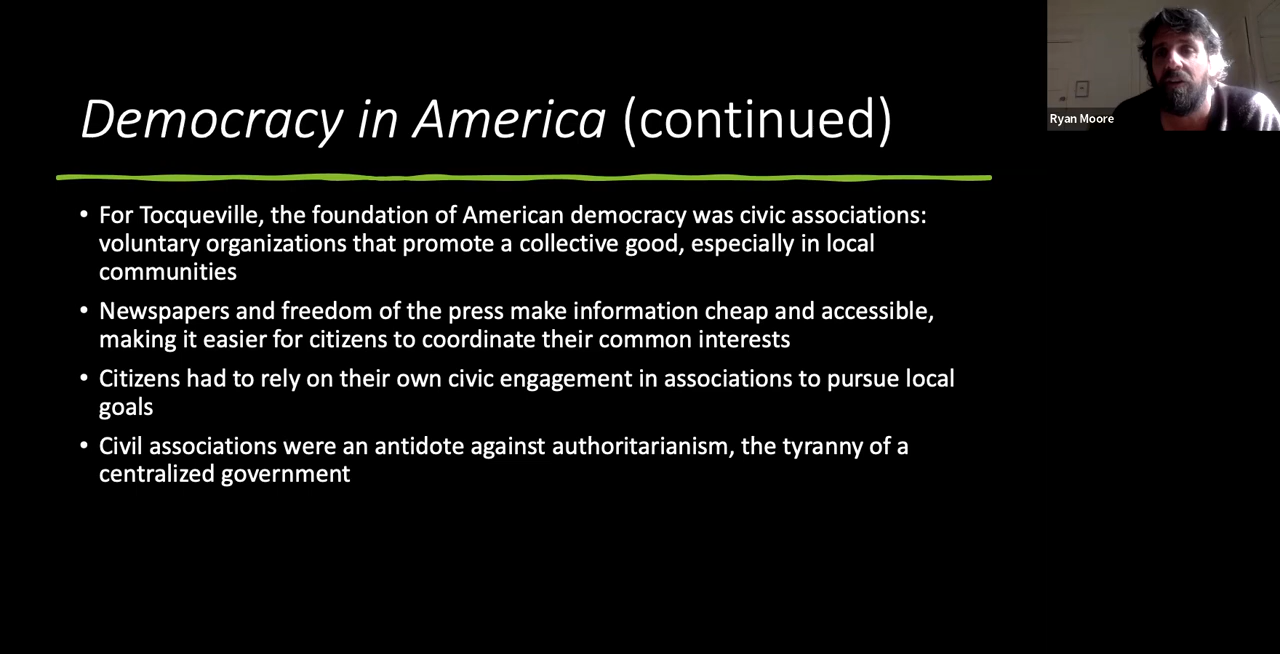 Democracy in America (continued)
Ryan Moore
• For Tocqueville, the foundation of American democracy was civic associations:
voluntary organizations that promote a collective good, especially in local
communities
• Newspapers and freedom of the press make information cheap and accessible,
making it easier for citizens to coordinate their common interests
• Citizens had to rely on their own civic engagement in associations to pursue local
goals
• Civil associations were an antidote against authoritarianism, the tyranny of a
centralized government